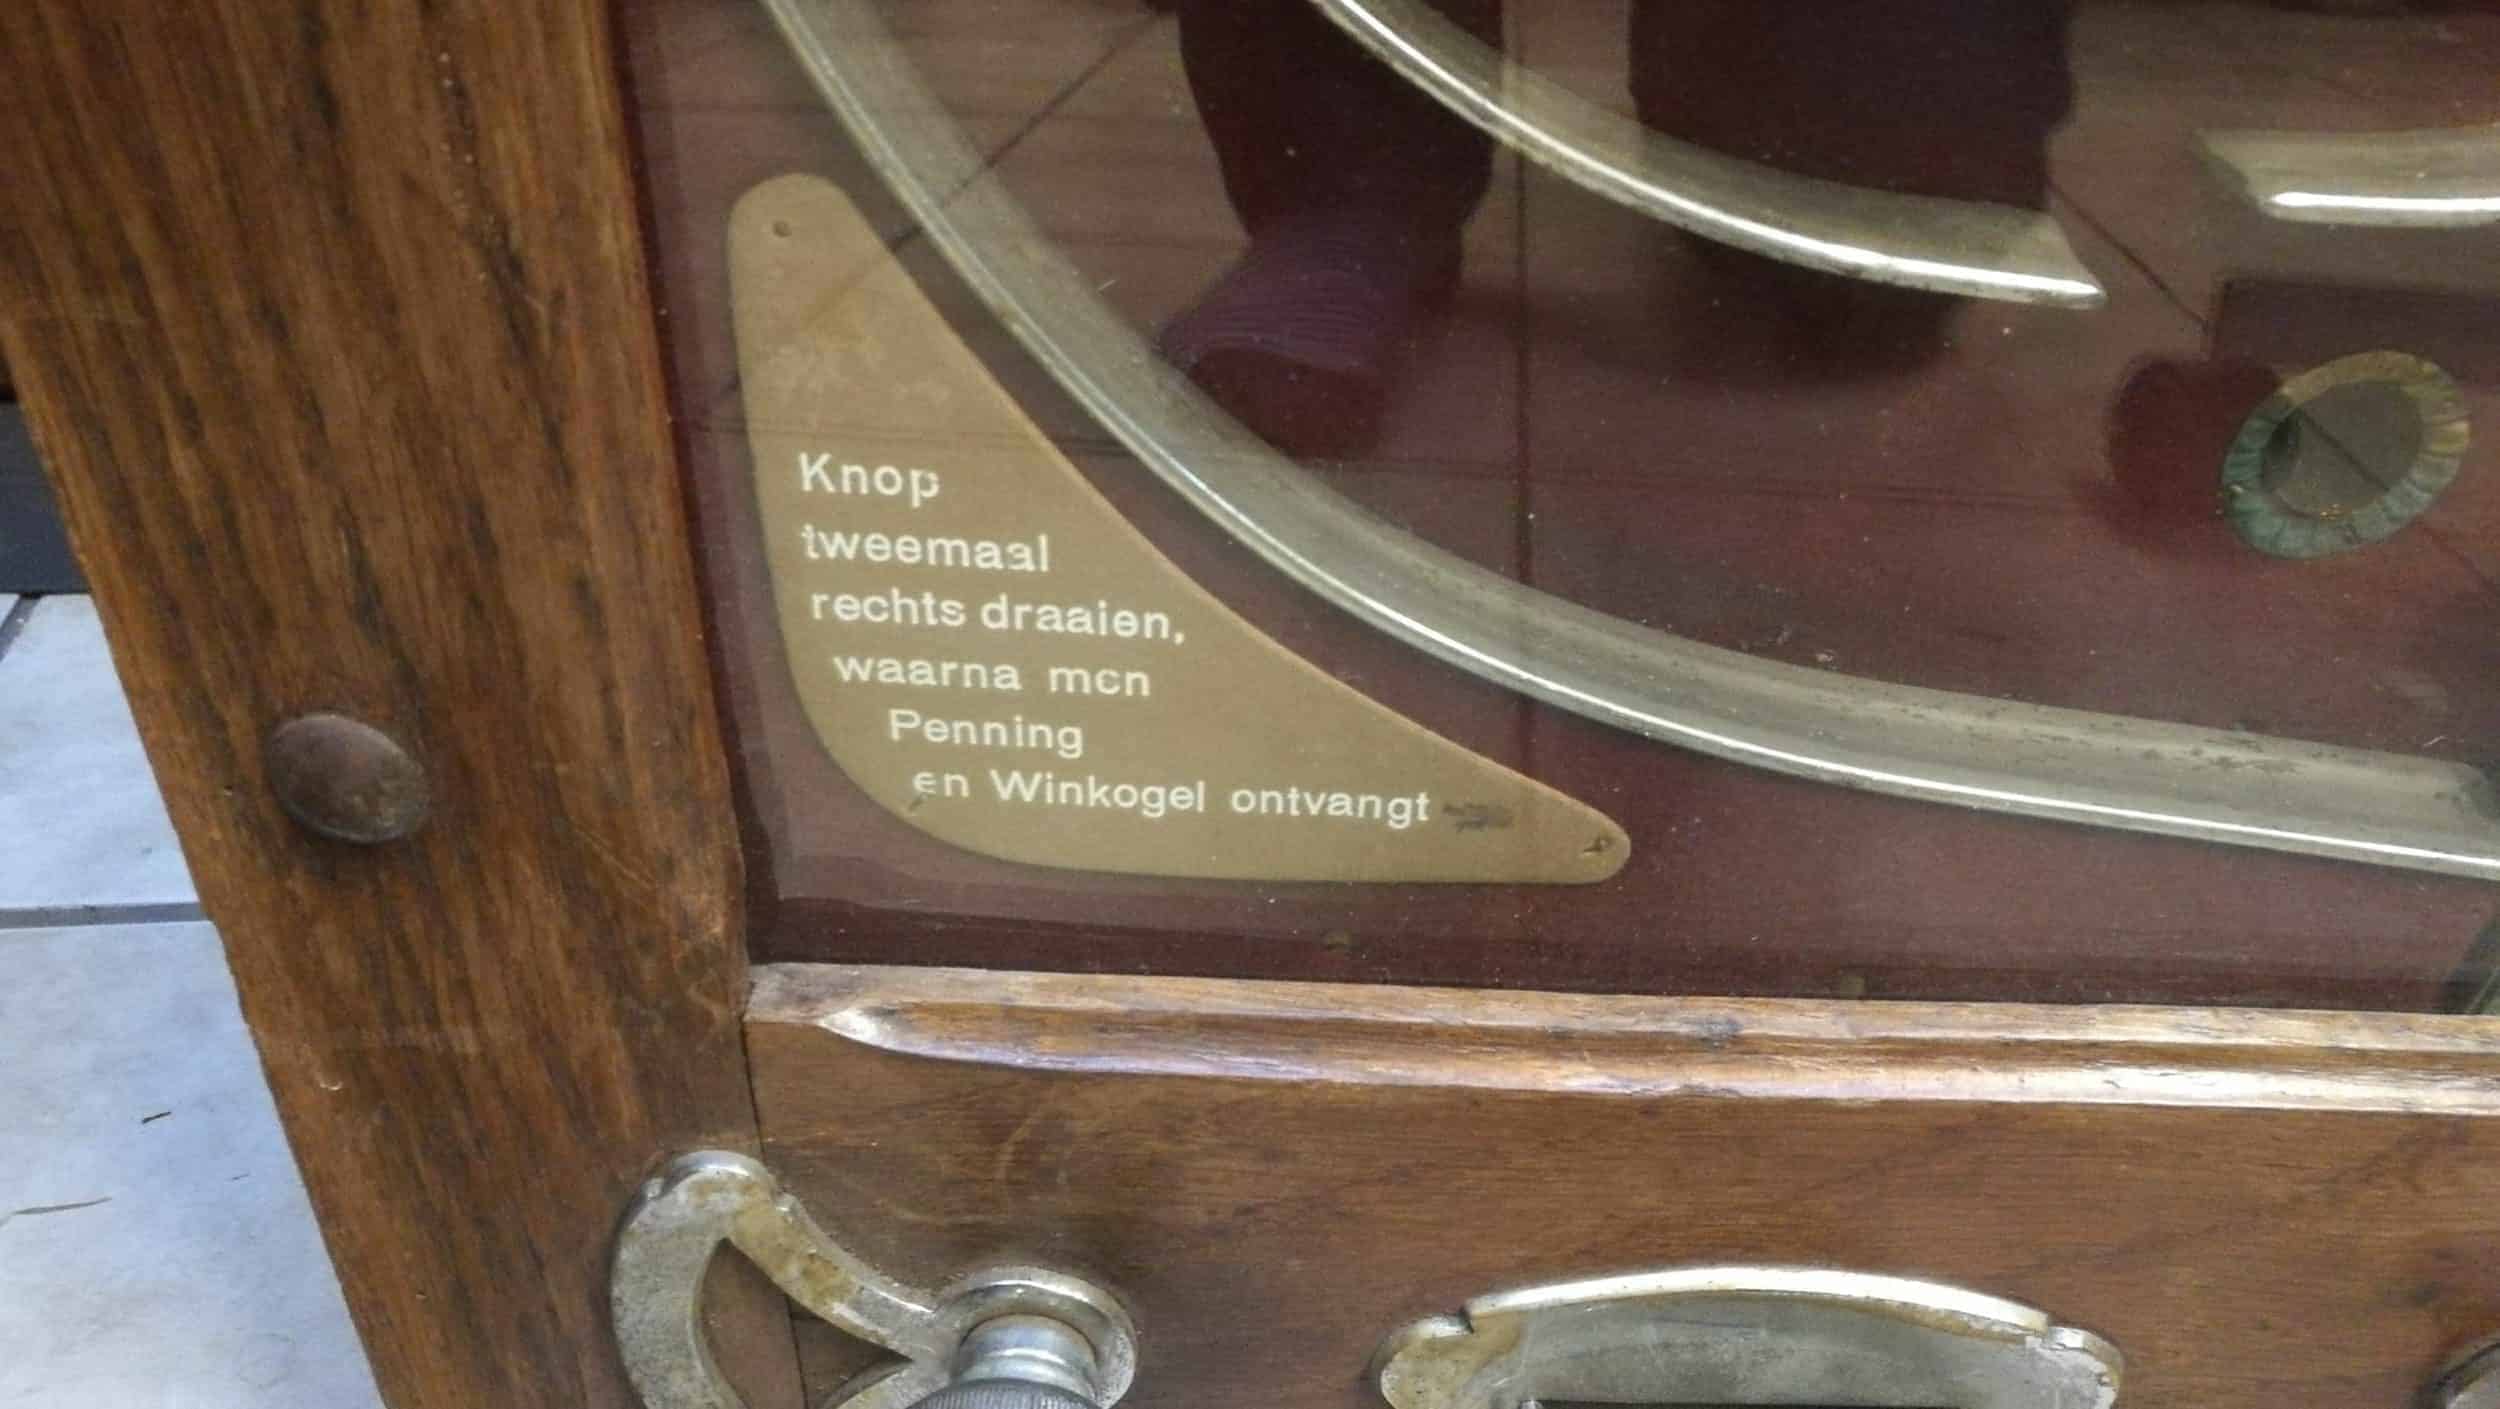 Knop
tweemaal
rechts draaien,
waarna men
Penning
en Winkogel ontvangt